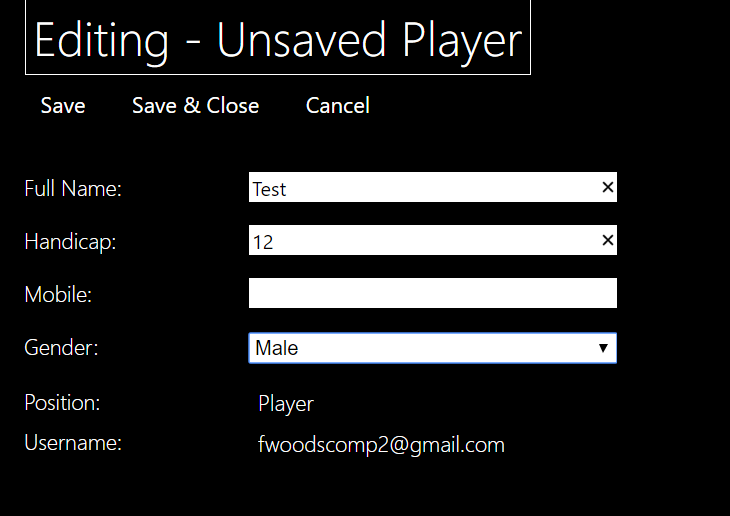 Editing - Unsaved Player
Save Save & Close Cancel
Full Name: Test
Handicap: 12
Mobile:
Gender: Male
Position: Player
Username: fwoodscomp2@gmail.com